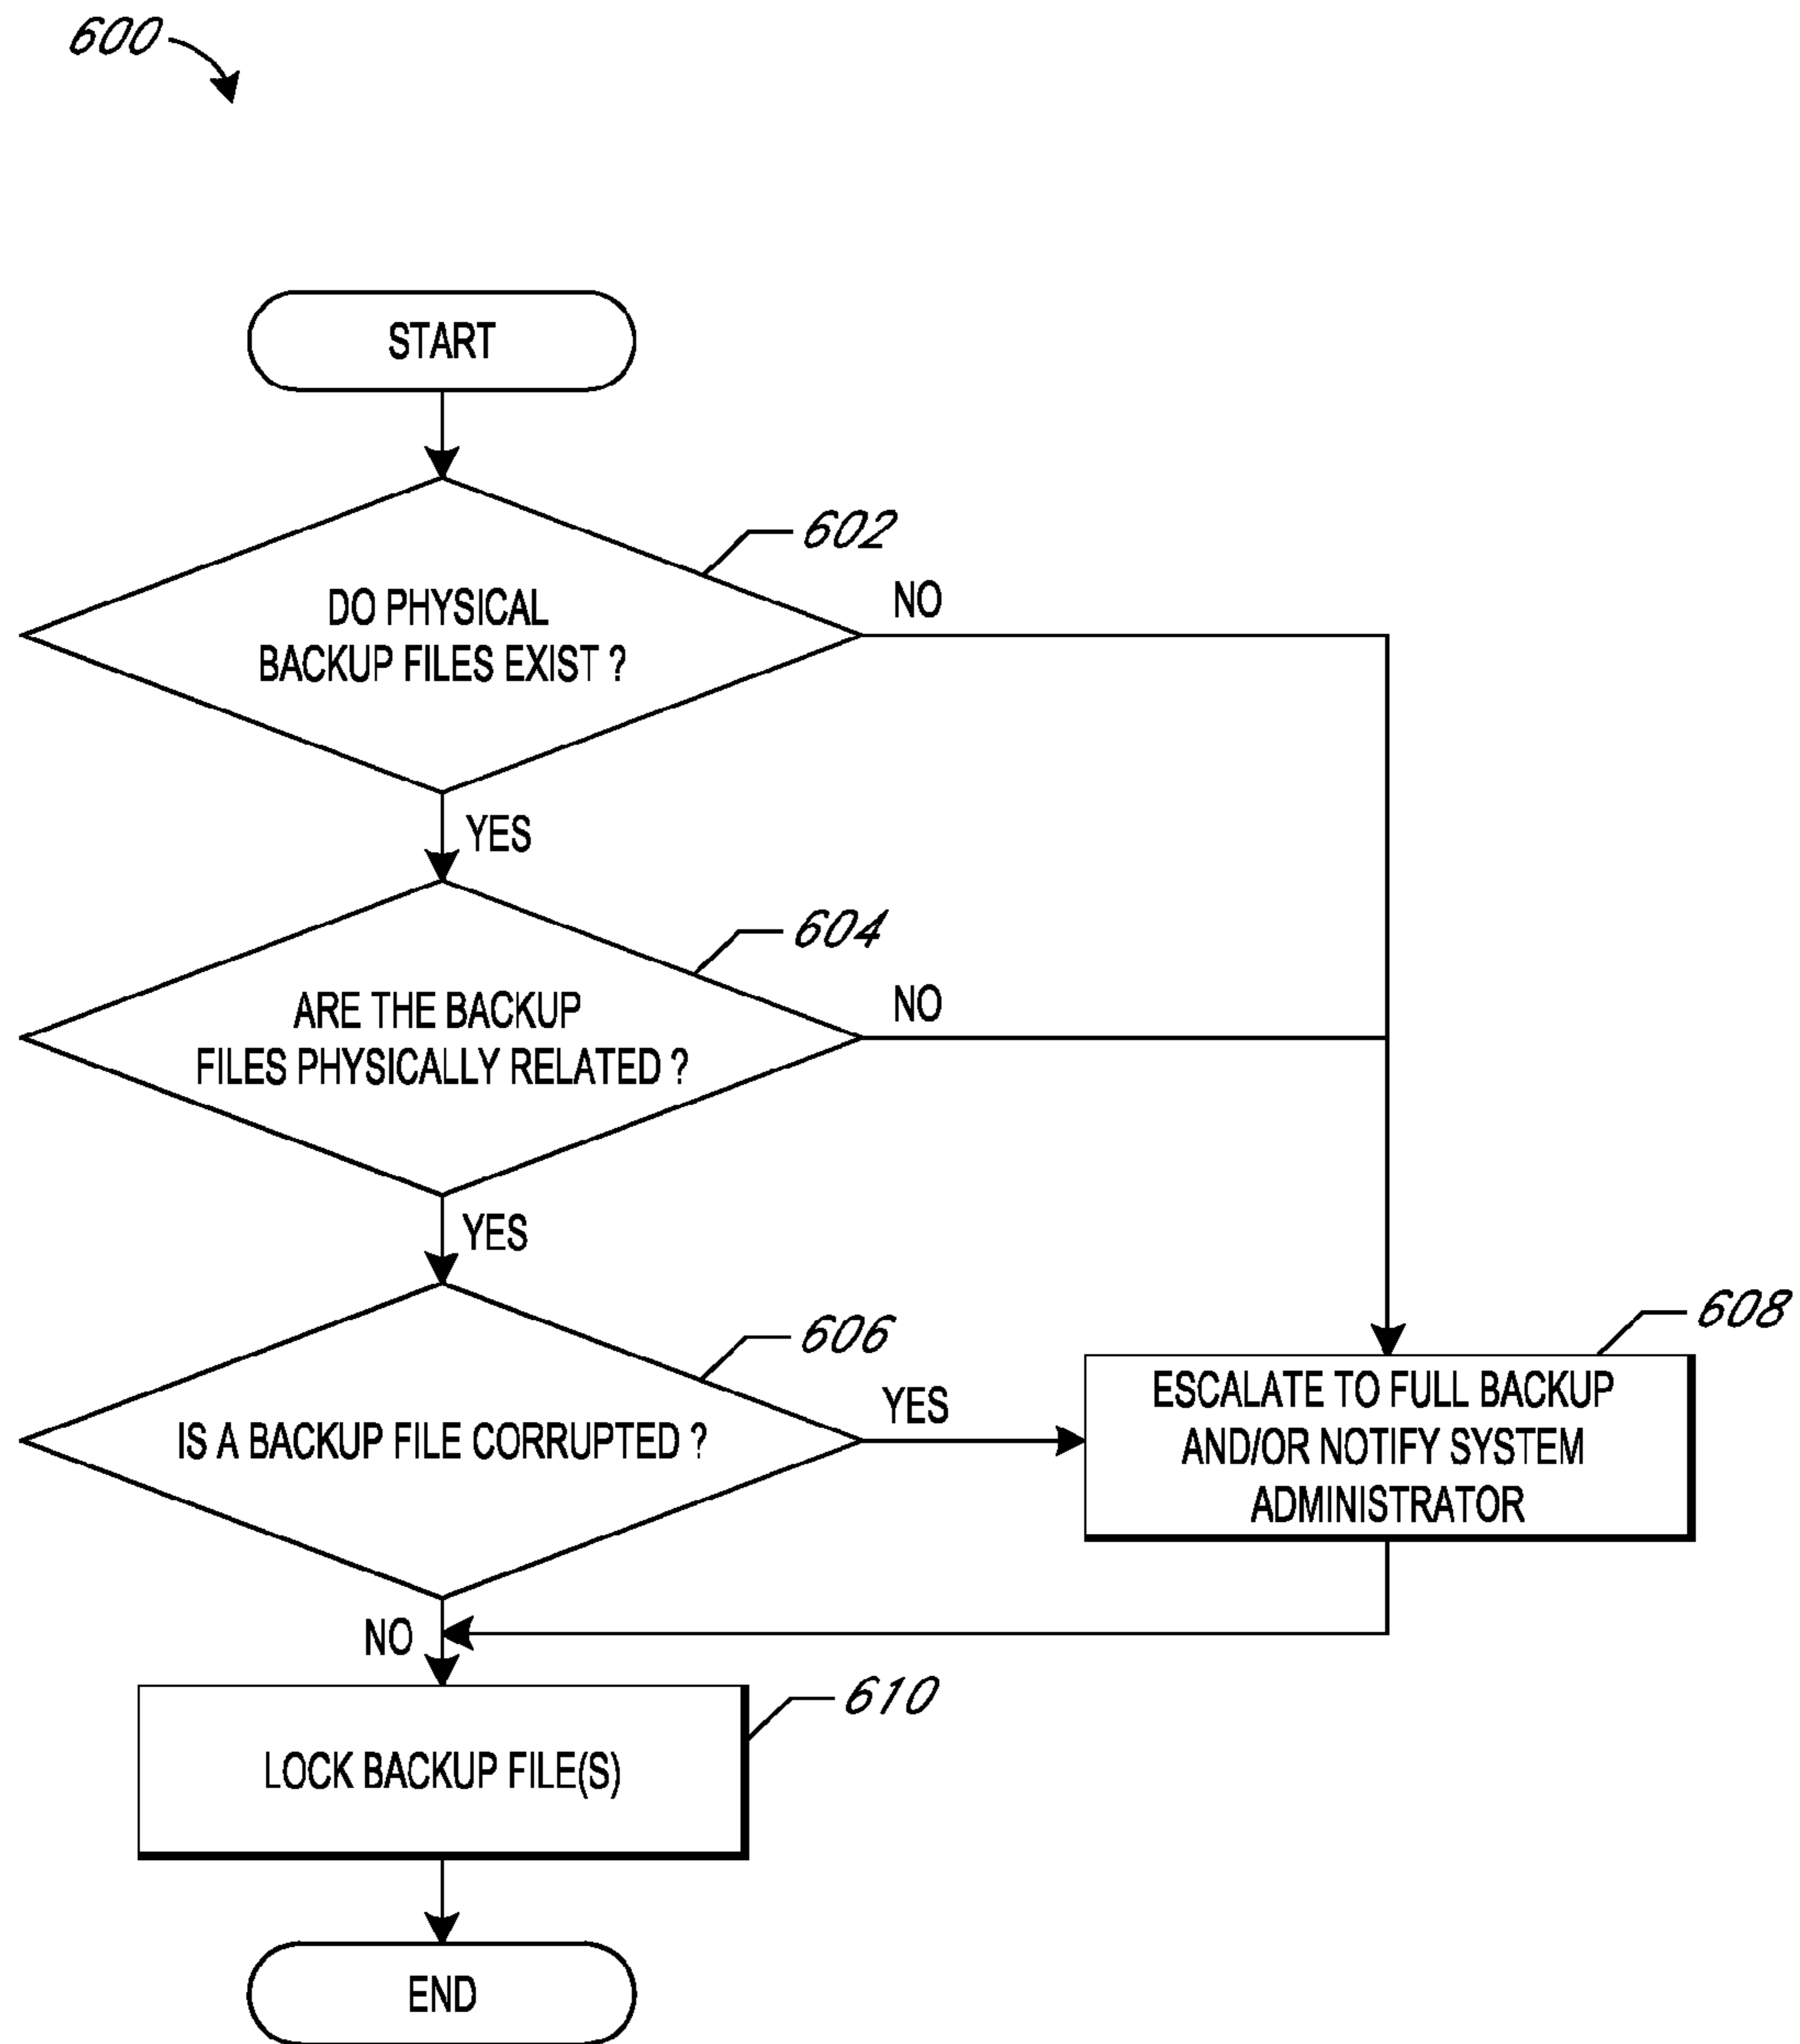 600
START
602
DO PHYSICAL
BACKUP FILES EXIST ?
NO
YES
604
ARE THE BACKUP
FILES PHYSICALLY RELATED ?
NO
YES
606
IS A BACKUP FILE CORRUPTED ?
YES
608
ESCALATE TO FULL BACKUP
AND/OR NOTIFY SYSTEM
ADMINISTRATOR
NO
610
LOCK BACKUP FILE(S)
END